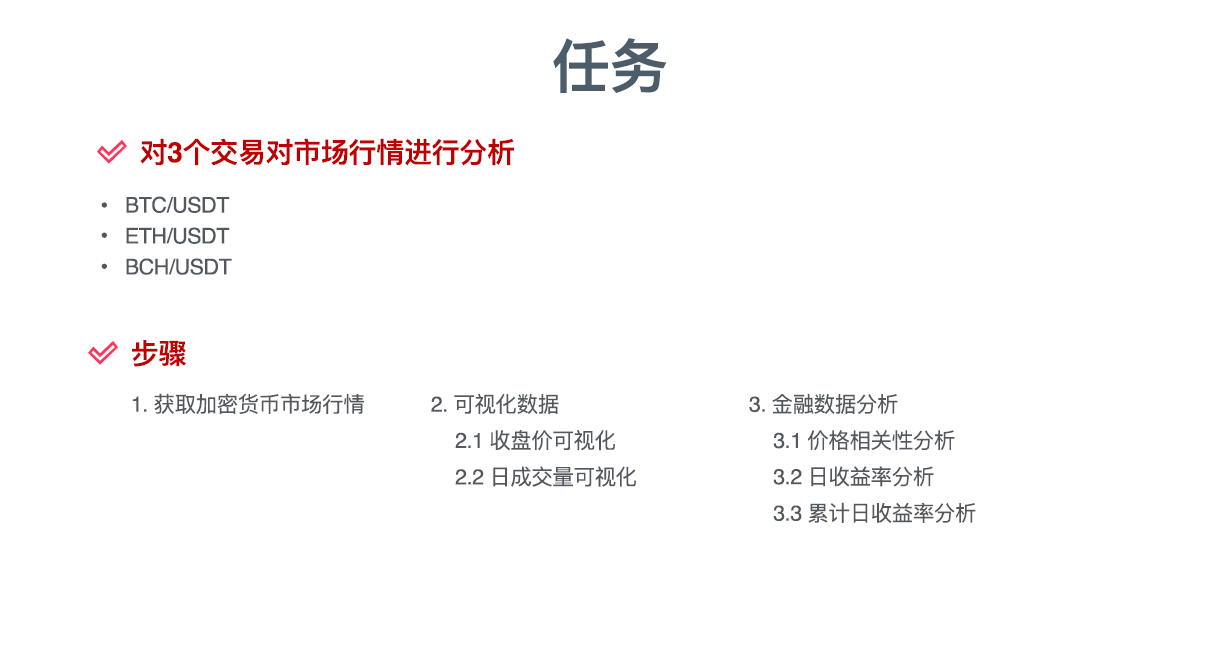 任务
对3个交易对市场行情进行分析
• BTC/USDT
• ETH/USDT
• BCH/USDT
步骤
1. 获取加密货币市场行情
2. 可视化数据
2.1 收盘价可视化
2.2 日成交量可视化
3. 金融数据分析
3.1 价格相关性分析
3.2 日收益率分析
3.3 累计日收益率分析